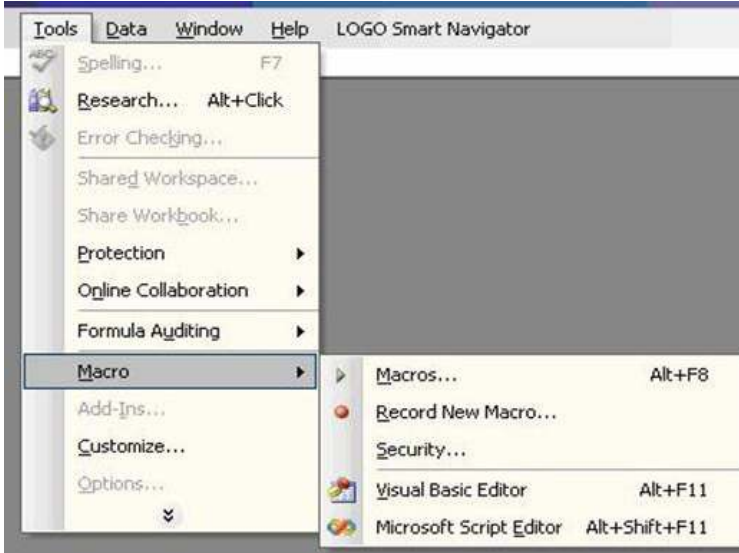 Tools Data Window Help LOGO Smart Navigator
Spelling... F7
Research... Alt+Click
Error Checking...
Shared Workspace...
Share Workbook...
Protection
Online Collaboration
Formula Auditing
Macro
Macros... Alt+F8
Add-Ins...
Record New Macro...
Customize...
Security...
Options...
Visual Basic Editor Alt+F11
Microsoft Script Editor Alt+Shift+F11